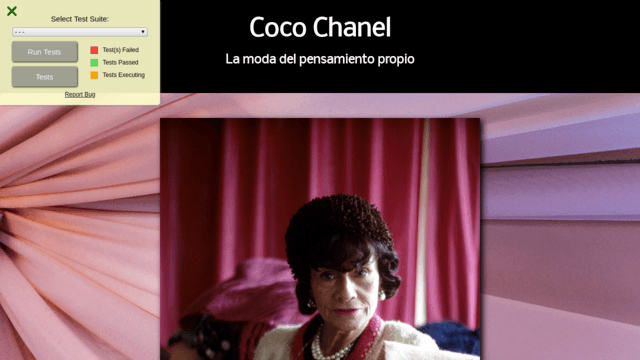 Select Test Suite:
- - -
Run Tests
Tests
Test(s) Failed
Tests Passed
Tests Executing
Report Bug
Coco Chanel
La moda del pensamiento propio